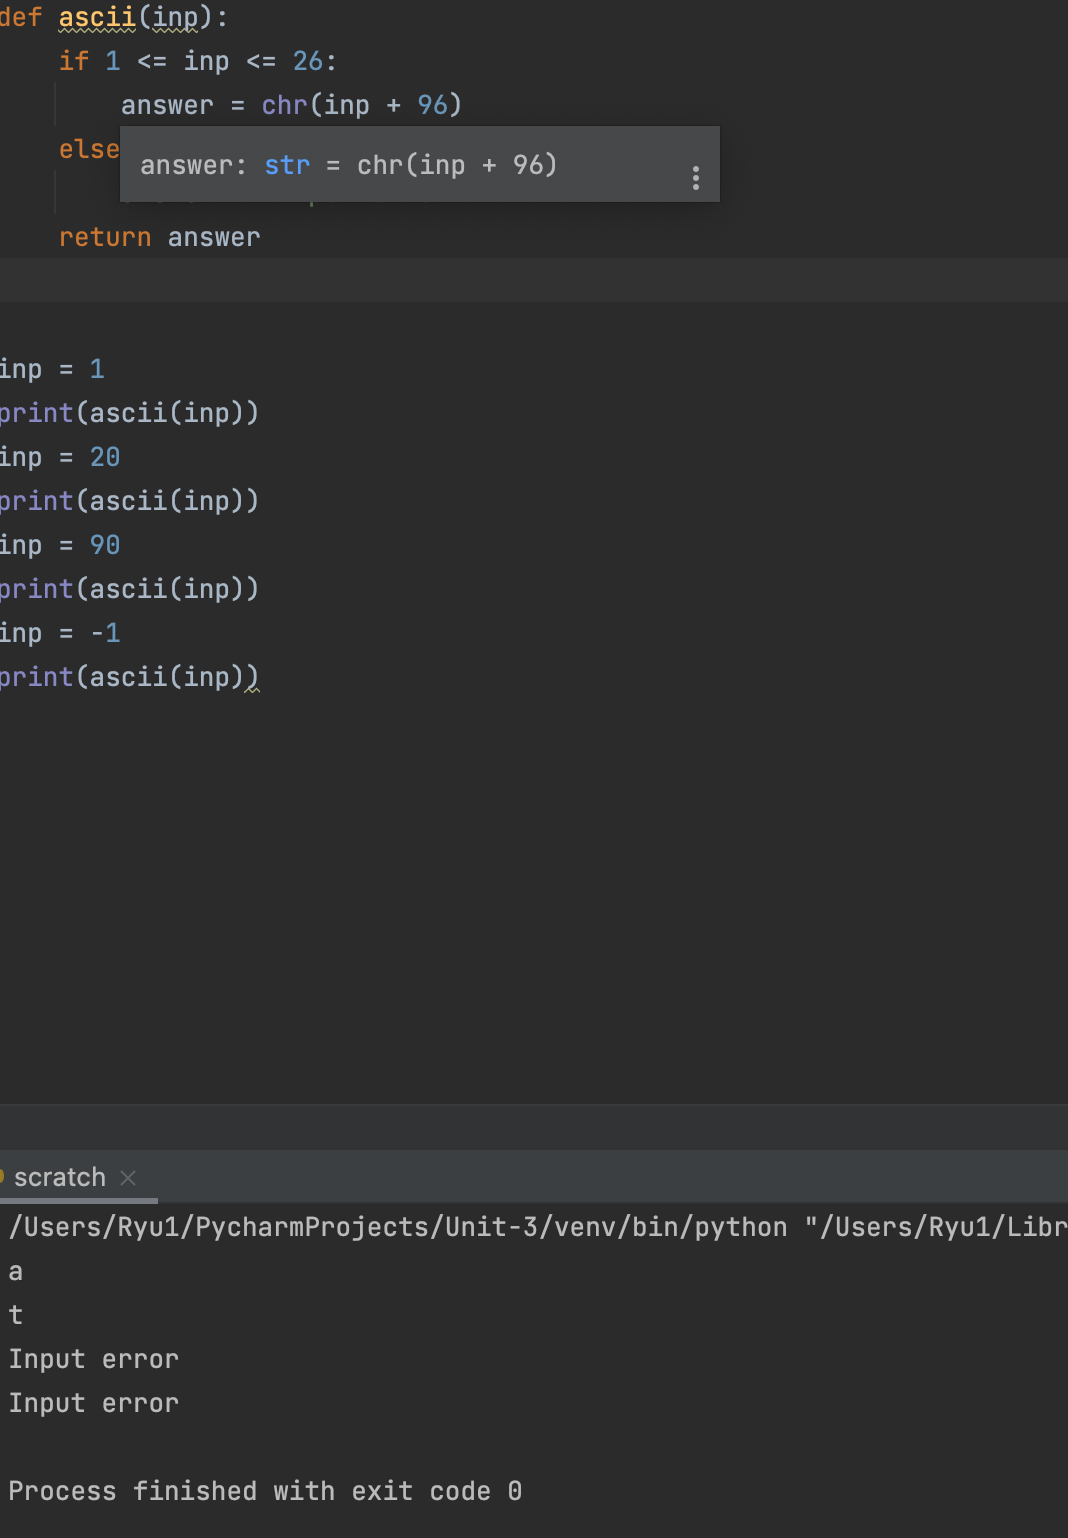 def ascii(inp):
if 1 <= inp <= 26:
answer = chr(inp + 96)
else
answer: str = chr(inp + 96)
return answer
inp = 1
print(ascii(inp))
inp = 20
print(ascii(inp))
inp = 90
print(ascii(inp))
inp = -1
print(ascii(inp))
scratch
/Users/Ryu1/PycharmProjects/Unit-3/venv/bin/python "/Users/Ryu1/Libr
a
t
Input error
Input error
Process finished with exit code 0